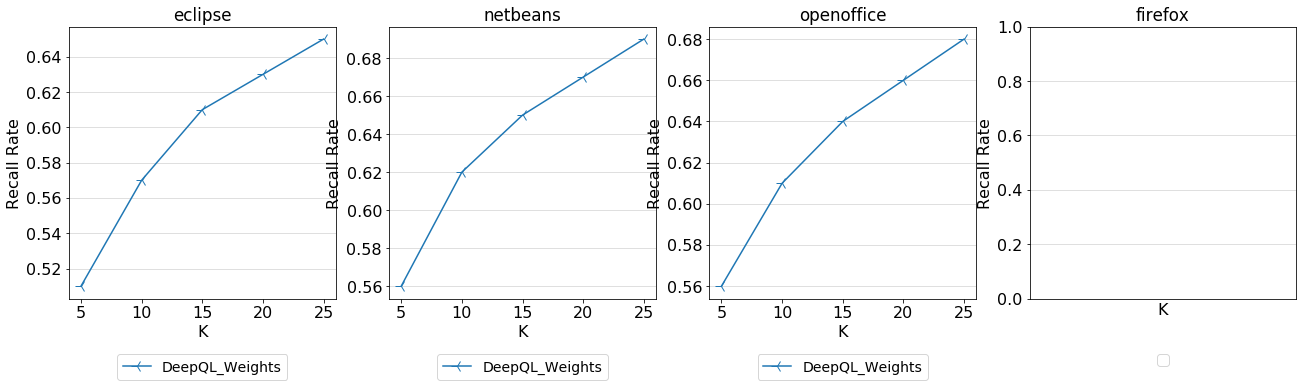 eclipse
Recall Rate
0.64
0.62
0.60
0.58
0.56
0.54
0.52
5 10 15 20 25
K
DeepQL_Weights
netbeans
Recall Rate
0.68
0.66
0.64
0.62
0.60
0.58
0.56
5 10 15 20 25
K
DeepQL_Weights
openoffice
Recall Rate
0.68
0.66
0.64
0.62
0.60
0.58
0.56
5 10 15 20 25
K
DeepQL_Weights
firefox
Recall Rate
1.0
0.8
0.6
0.4
0.2
0.0
K